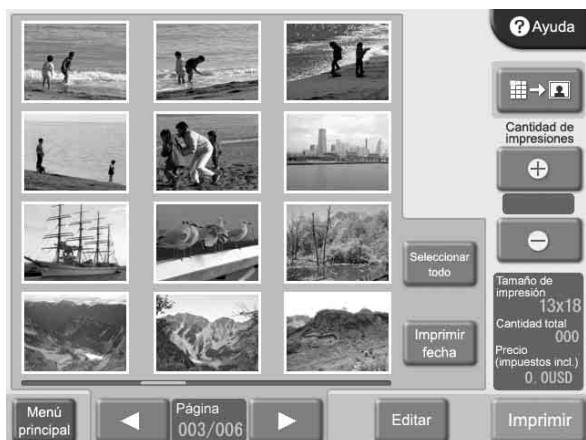 Ayuda
Cantidad de
impresiones
Seleccionar
todo
Tamaño de
impresión
13x18
Cantidad total
000
Precio
(impuestos incl.)
0.0USD
Imprimir
fecha
Menú
principal
Página
003/006
Editar
Imprimir